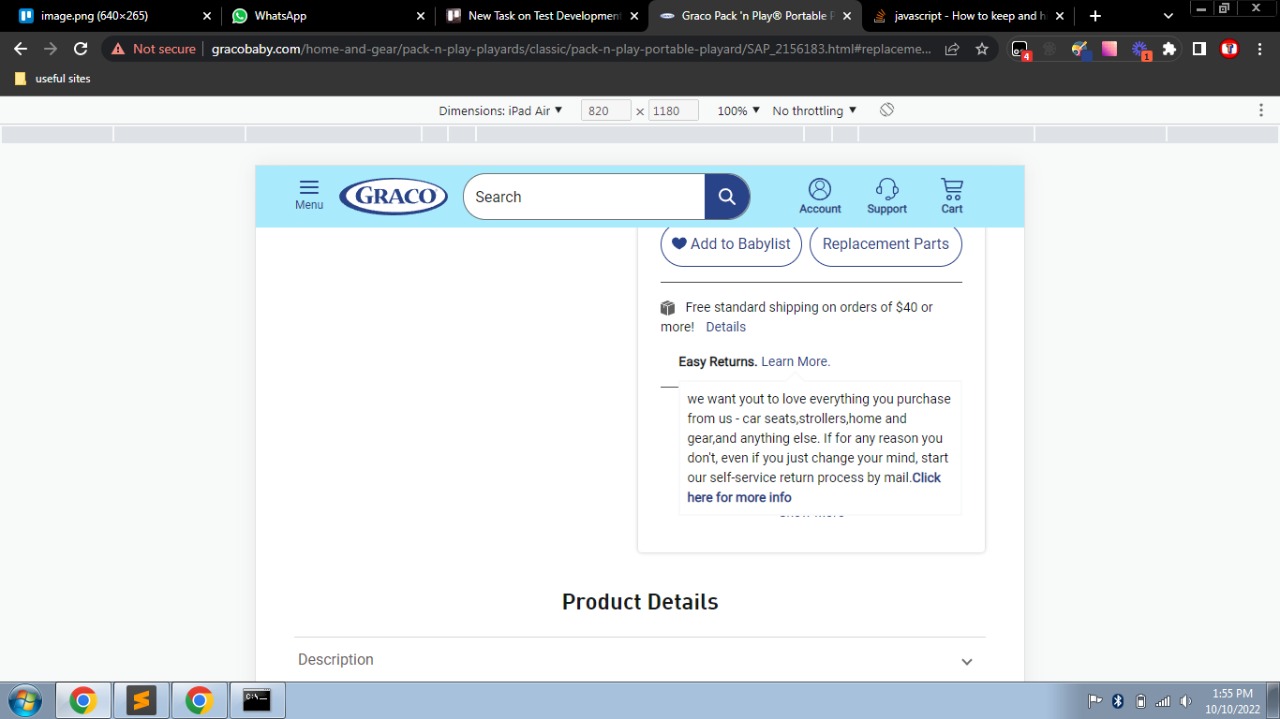 image.png (640×265)
WhatsApp
New Task on Test Development
Graco Pack 'n Play® Portable P
javascript - How to keep and hi
Not secure
gracobaby.com/home-and-gear/pack-n-play-playards/classic/pack-n-play-portable-playard/SAP_2156183.html#replaceme...
4
1
useful sites
Dimensions: iPad Air
820
×
1180
100%
No throttling
Menu
GRACO
Search
Account
Support
Cart
Add to Babylist
Replacement Parts
Free standard shipping on orders of $40 or
more! Details
Easy Returns. Learn More.
we want yout to love everything you purchase
from us - car seats,strollers,home and
gear,and anything else. If for any reason you
don't, even if you just change your mind, start
our self-service return process by mail.Click
here for more info
Product Details
Description
1:55 PM
10/10/2022